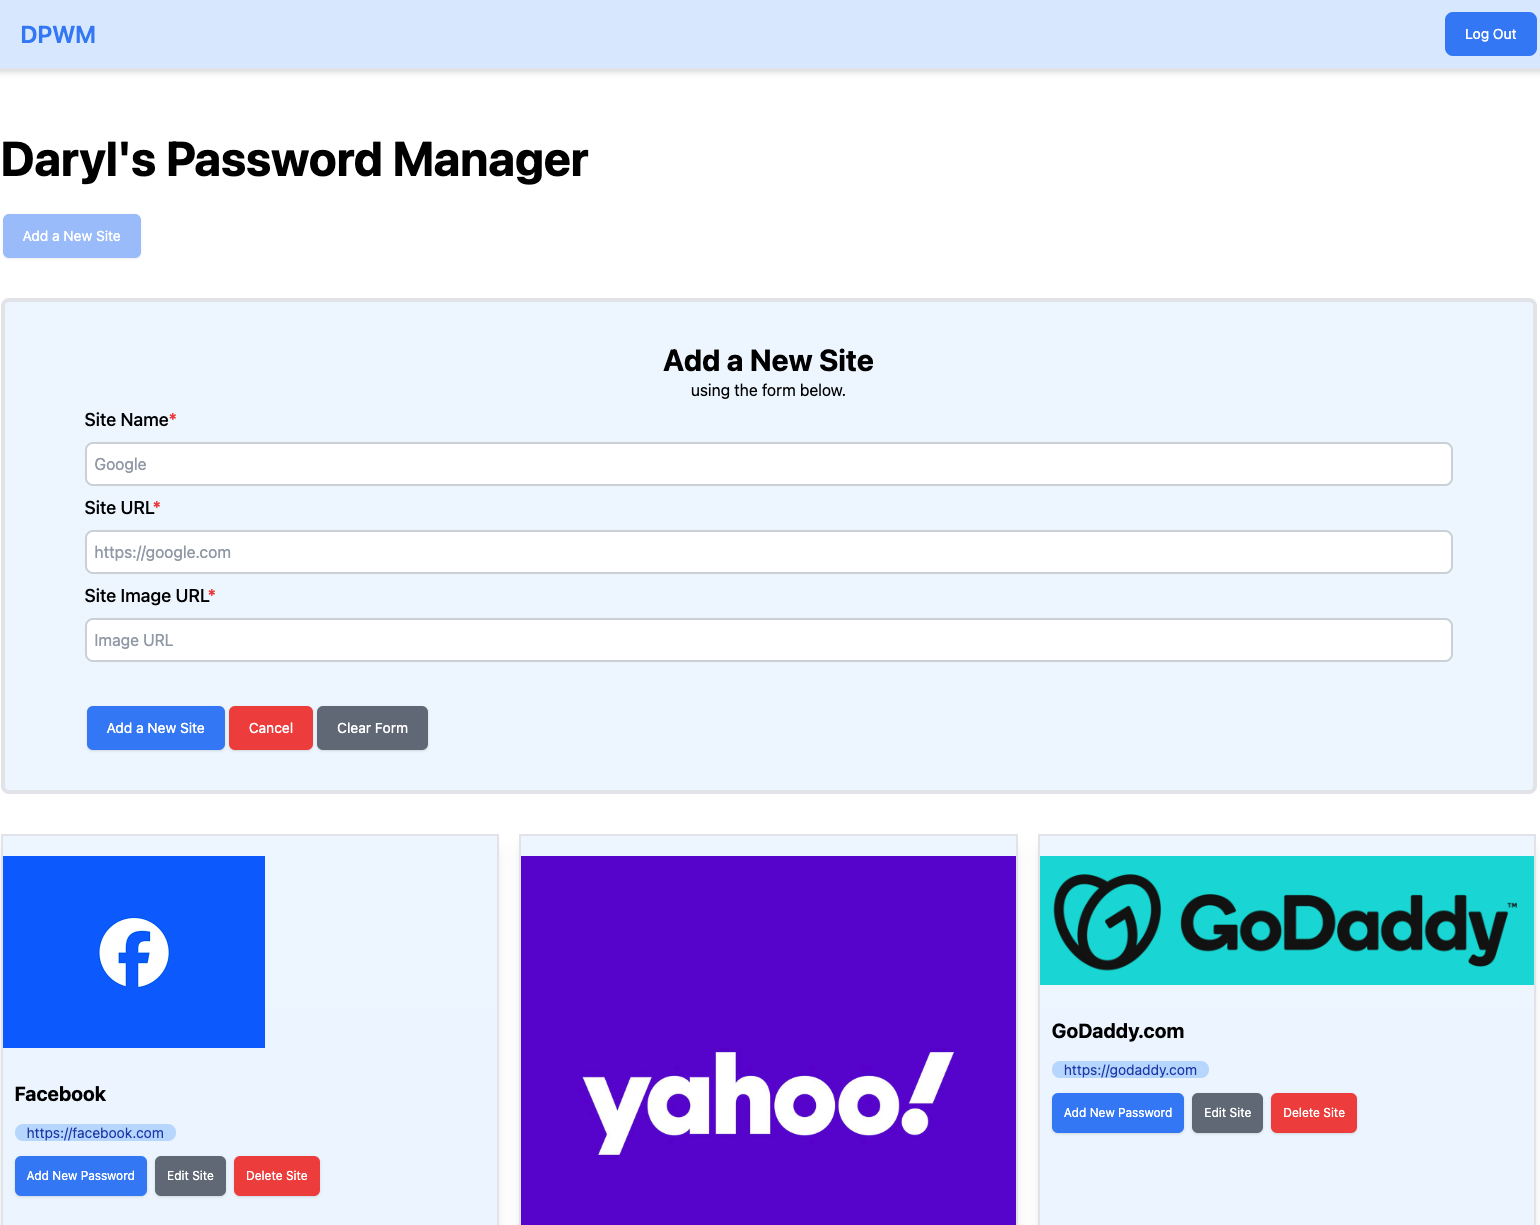 DPWM
Log Out
Daryl's Password Manager
Add a New Site
Add a New Site
using the form below.
Site Name*
Google
Site URL*
https://google.com
Site Image URL*
Image URL
Add a New Site
Cancel
Clear Form
Facebook
https://facebook.com
Add New Password
Edit Site
Delete Site
yahoo!
GoDaddy™
GoDaddy.com
https://godaddy.com
Add New Password
Edit Site
Delete Site